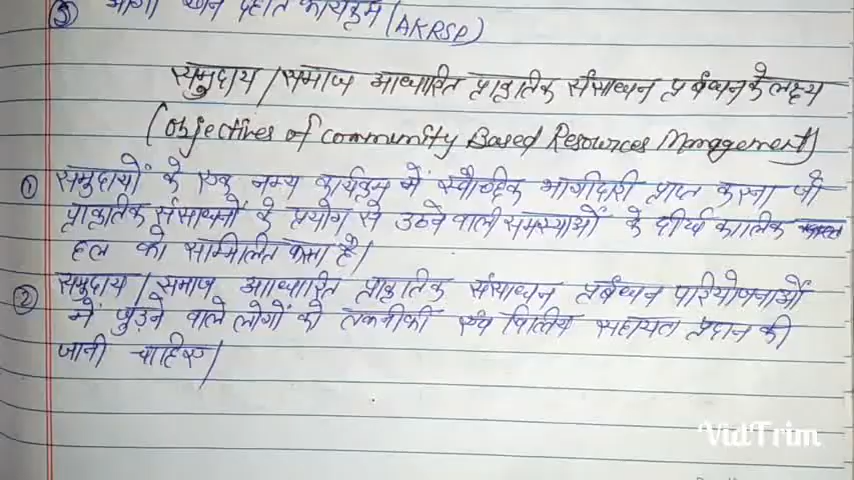 ③ आगा खान देहात कार्यक्रम (AKRSP)
समुदाय / समाज आधारित प्राकृतिक संसाधन प्रबंधन के लक्ष्य
(Objectives of community Based Resources Management)
① समुदायों के एक नम्य कार्यक्रम में स्वैच्छिक भागीदारी प्राप्त करना जो
प्राकृतिक संसाधनों के प्रयोग से उठने वाली समस्याओं के दीर्घ कालिक
हल को सम्मिलित करता है।
② समुदाय / समाज आधारित प्राकृतिक संसाधन प्रबंधन परियोजनाओं
में जुड़ने वाले लोगों को तकनीकी एवं वित्तिय सहायत प्रदान की
जानी चाहिए।
VidTrim